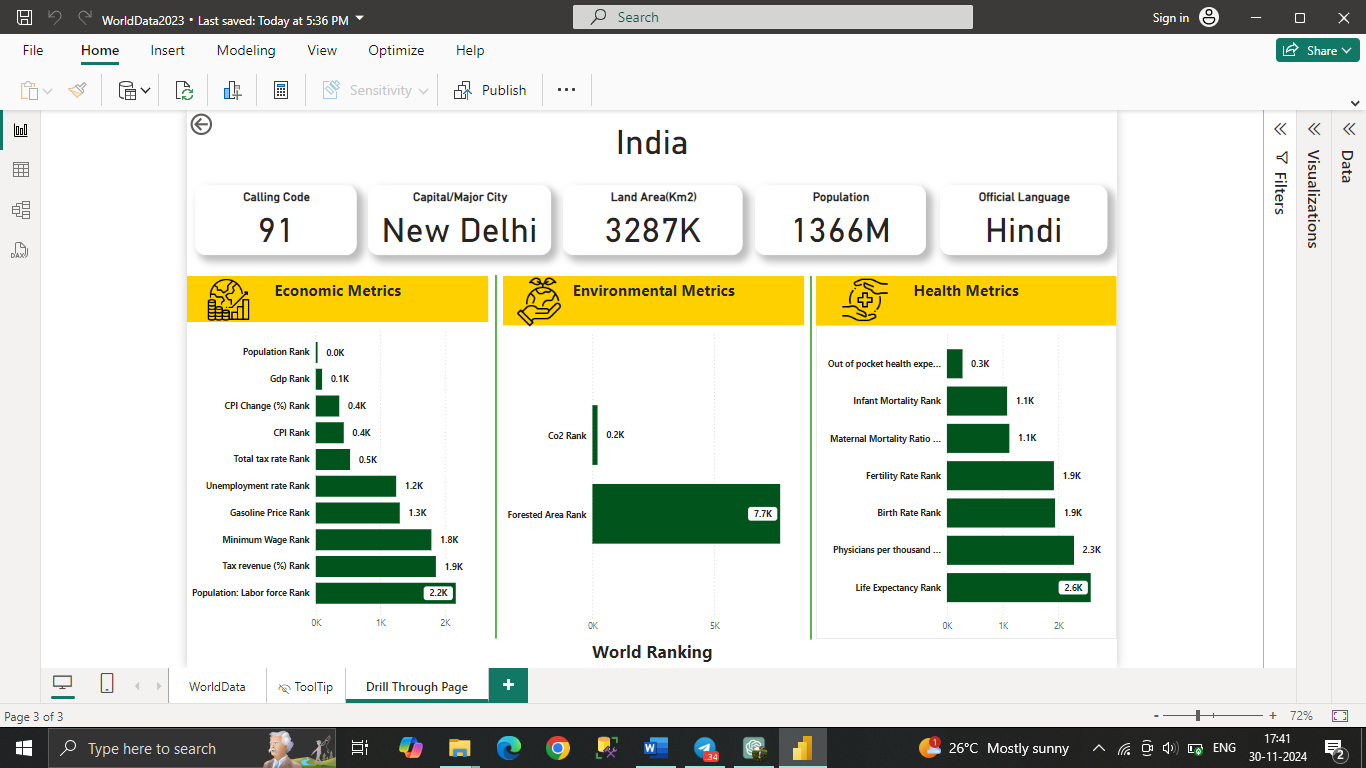 WorldData2023 • Last saved: Today at 5:36 PM
Search
Sign in
File Home Insert Modeling View Optimize Help
Share
Sensitivity
Publish
India
Calling Code
91
Capital/Major City
New Delhi
Land Area(Km2)
3287K
Population
1366M
Official Language
Hindi
Economic Metrics
Population Rank 0.0K
Gdp Rank 0.1K
CPI Change (%) Rank 0.4K
CPI Rank 0.4K
Total tax rate Rank 0.5K
Unemployment rate Rank 1.2K
Gasoline Price Rank 1.3K
Minimum Wage Rank 1.8K
Tax revenue (%) Rank 1.9K
Population: Labor force Rank 2.2K
0K 1K 2K
Environmental Metrics
Co2 Rank 0.2K
Forested Area Rank 7.7K
0K 5K
Health Metrics
Out of pocket health expe... 0.3K
Infant Mortality Rank 1.1K
Maternal Mortality Ratio ... 1.1K
Fertility Rate Rank 1.9K
Birth Rate Rank 1.9K
Physicians per thousand ... 2.3K
Life Expectancy Rank 2.6K
0K 1K 2K
World Ranking
Filters
Visualizations
Data
DAX
WorldData
ToolTip
Drill Through Page
Page 3 of 3
- + 72%
Type here to search
34
1
26°C Mostly sunny
ENG
17:41
30-11-2024
2